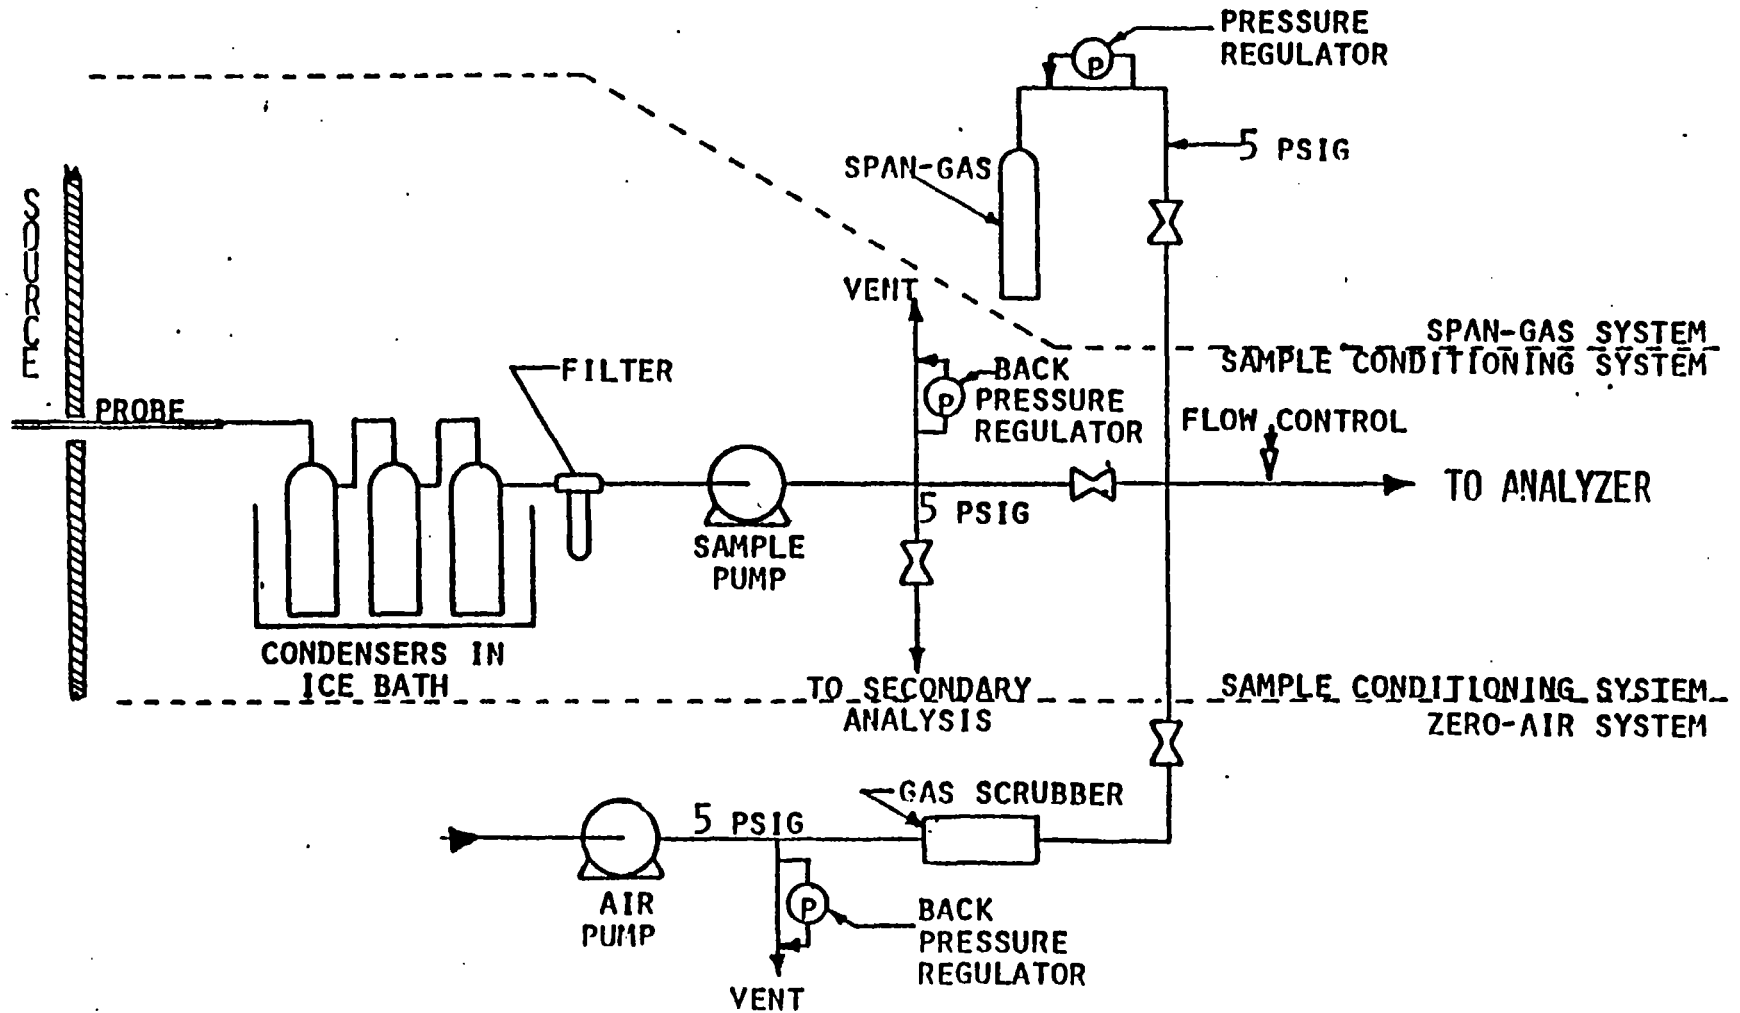 PRESSURE
REGULATOR
P
5 PSIG
SPAN-GAS
SOURCE
VENT
SPAN-GAS SYSTEM
SAMPLE CONDITIONING SYSTEM
FILTER
BACK
PRESSURE
REGULATOR
P
PROBE
FLOW CONTROL
TO ANALYZER
5 PSIG
SAMPLE
PUMP
CONDENSERS IN
ICE BATH
TO SECONDARY
ANALYSIS
SAMPLE CONDITIONING SYSTEM
ZERO-AIR SYSTEM
GAS SCRUBBER
5 PSIG
AIR
PUMP
P
BACK
PRESSURE
REGULATOR
VENT